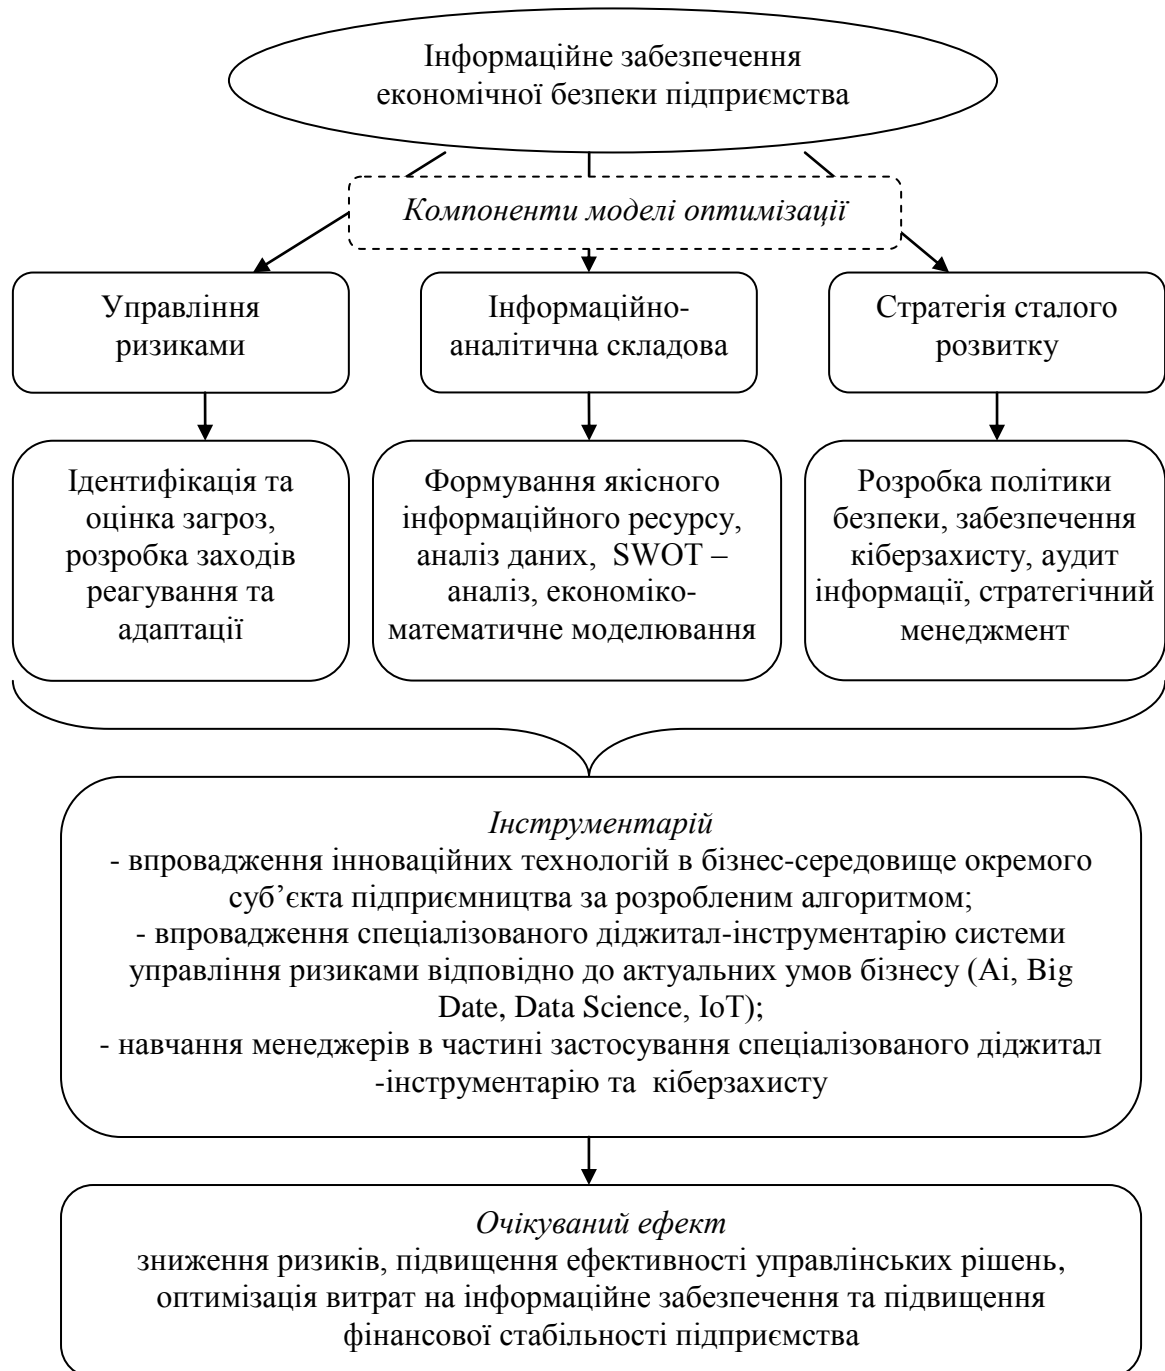 Інформаційне забезпечення
економічної безпеки підприємства
Компоненти моделі оптимізації
Управління
ризиками
Інформаційно-
аналітична складова
Стратегія сталого
розвитку
Ідентифікація та
оцінка загроз,
розробка заходів
реагування та
адаптації
Формування якісного
інформаційного ресурсу,
аналіз даних, SWOT –
аналіз, економіко-
математичне моделювання
Розробка політики
безпеки, забезпечення
кіберзахисту, аудит
інформації, стратегічний
менеджмент
Інструментарій
- впровадження інноваційних технологій в бізнес-середовище окремого
суб’єкта підприємництва за розробленим алгоритмом;
- впровадження спеціалізованого діджитал-інструментарію системи
управління ризиками відповідно до актуальних умов бізнесу (Ai, Big
Date, Data Science, IoT);
- навчання менеджерів в частині застосування спеціалізованого діджитал
-інструментарію та кіберзахисту
Очікуваний ефект
зниження ризиків, підвищення ефективності управлінських рішень,
оптимізація витрат на інформаційне забезпечення та підвищення
фінансової стабільності підприємства